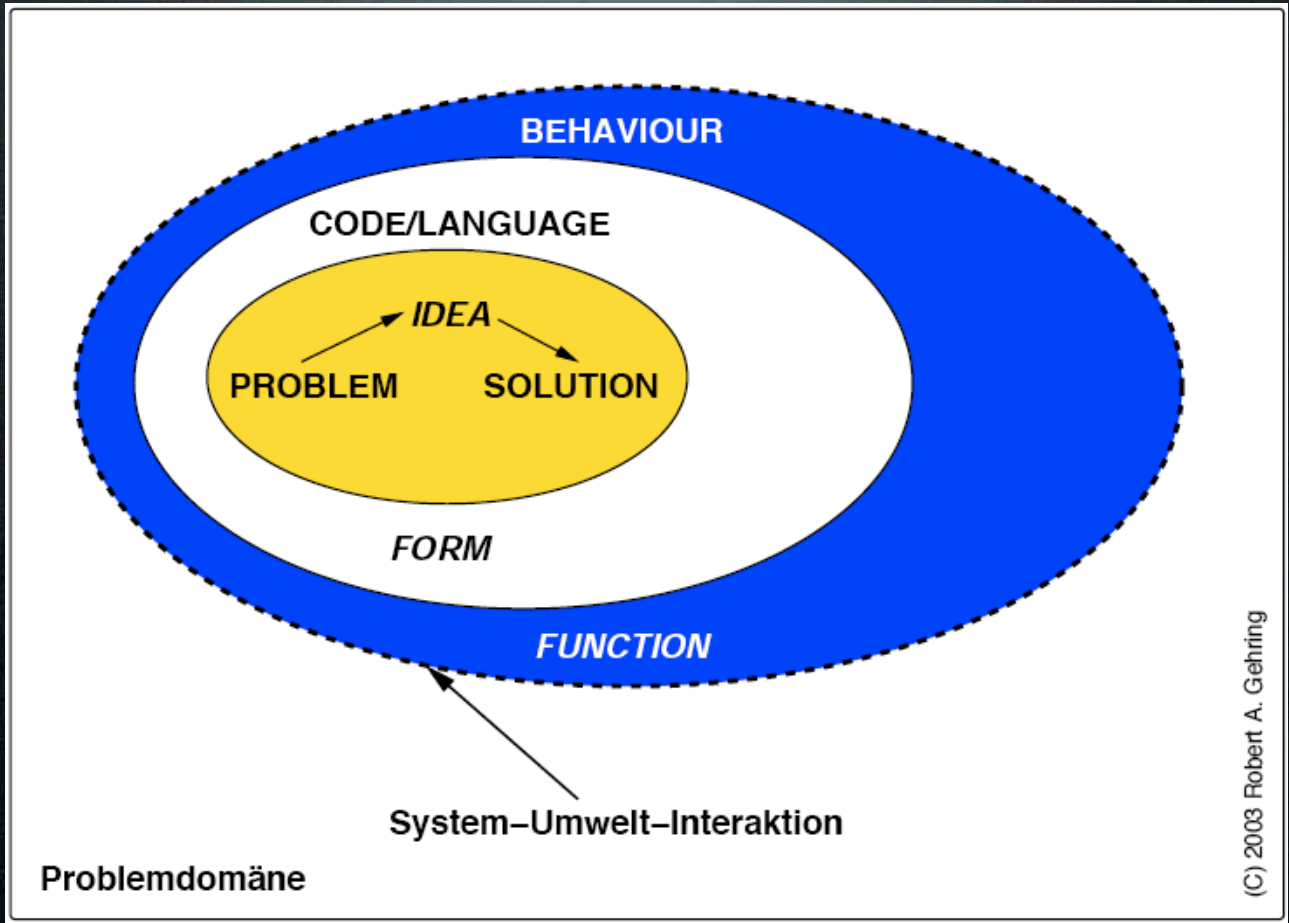 BEHAVIOUR
CODE/LANGUAGE
IDEA
PROBLEM SOLUTION
FORM
FUNCTION
System–Umwelt–Interaktion
Problemdomäne
(C) 2003 Robert A. Gehring